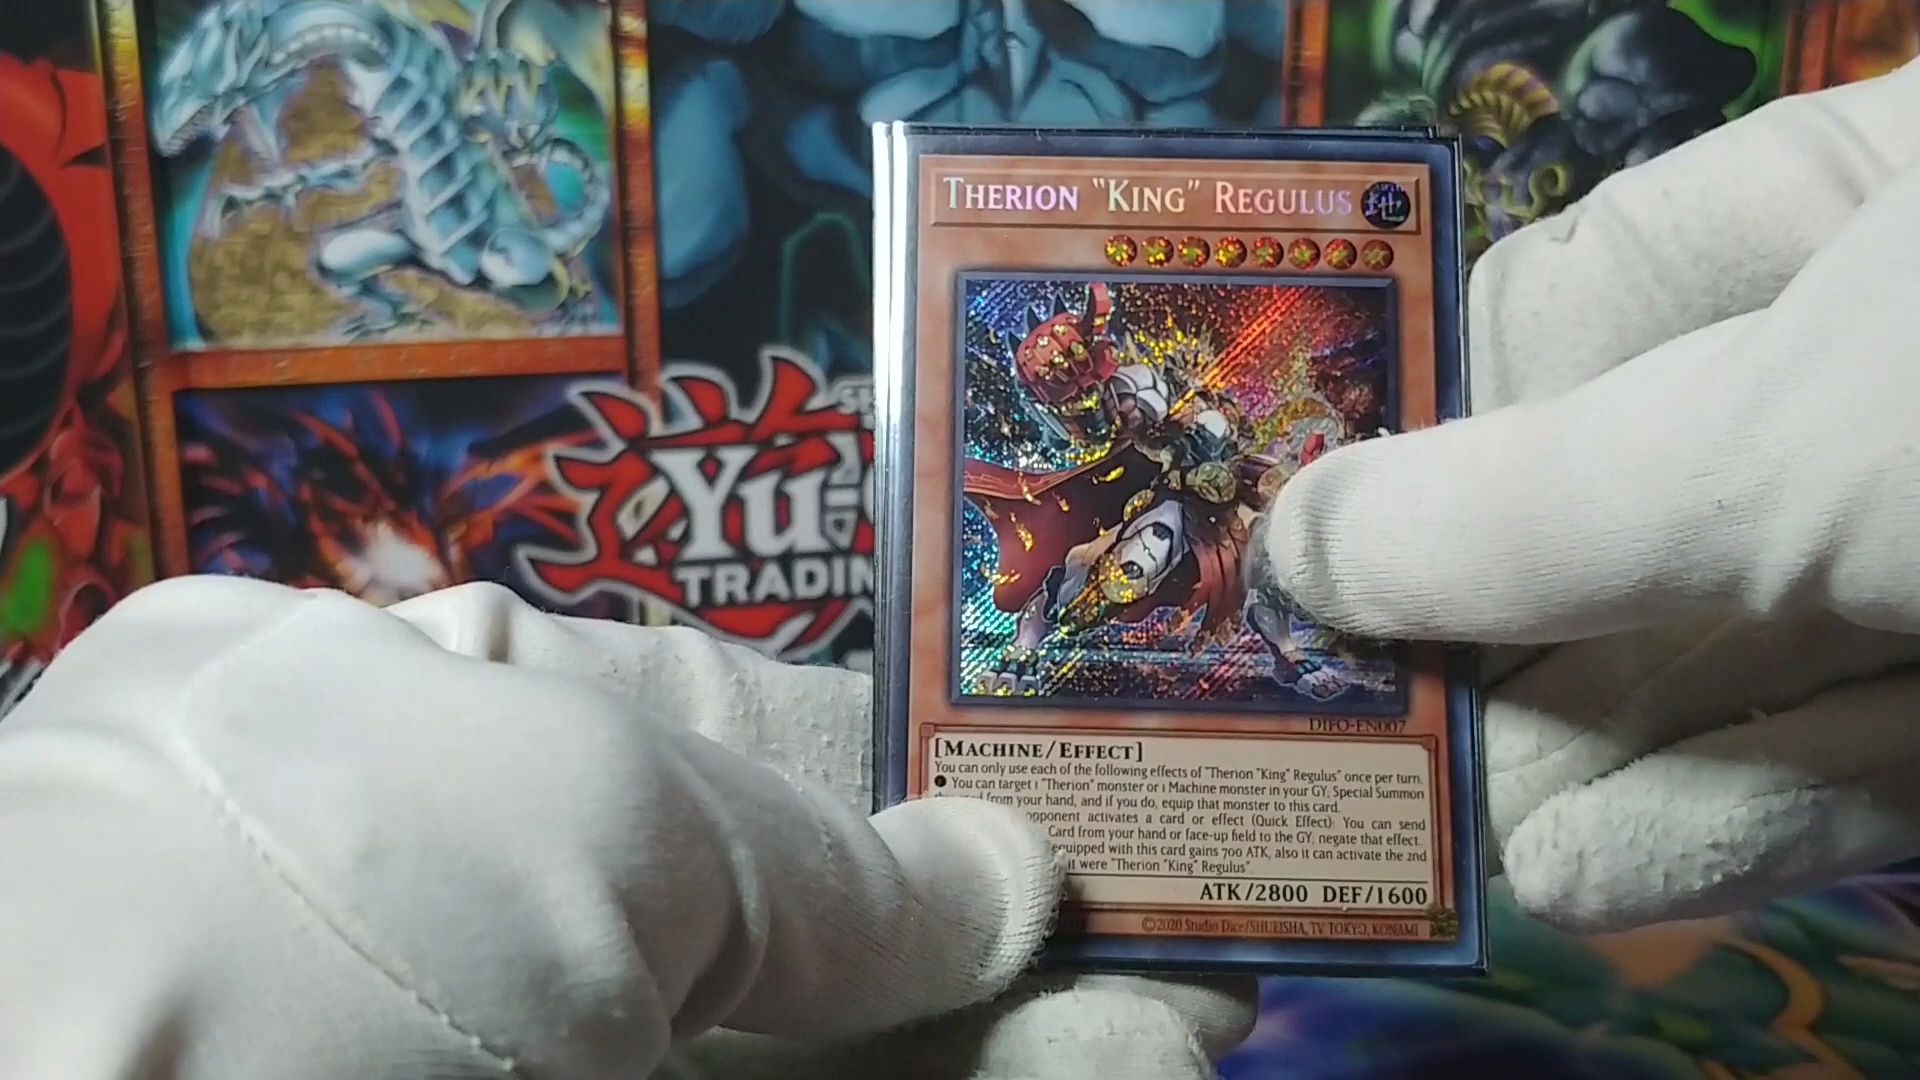 THERION "KING" REGULUS
地
Yu
TRADIN
DIFO-EN007
[MACHINE/EFFECT]
You can only use each of the following effects of "Therion "King" Regulus" once per turn.
● You can target 1 "Therion" monster or 1 Machine monster in your GY; Special Summon
card from your hand, and if you do, equip that monster to this card.
opponent activates a card or effect (Quick Effect): You can send
Card from your hand or face-up field to the GY; negate that effect.
equipped with this card gains 700 ATK, also it can activate the 2nd
it were "Therion "King" Regulus"
ATK/2800 DEF/1600
©2020 Studio Dice/SHUEISHA, TV TOKYO, KONAMI